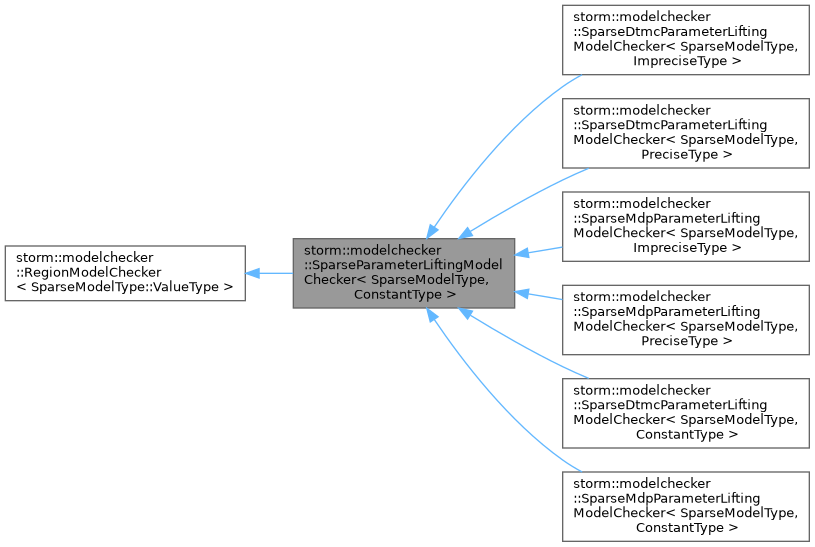 storm::modelchecker
::RegionModelChecker
< SparseModelType::ValueType >
storm::modelchecker
::SparseParameterLiftingModel
Checker< SparseModelType,
ConstantType >
storm::modelchecker
::SparseDtmcParameterLifting
ModelChecker< SparseModelType,
ImpreciseType >
storm::modelchecker
::SparseDtmcParameterLifting
ModelChecker< SparseModelType,
PreciseType >
storm::modelchecker
::SparseMdpParameterLifting
ModelChecker< SparseModelType,
ImpreciseType >
storm::modelchecker
::SparseMdpParameterLifting
ModelChecker< SparseModelType,
PreciseType >
storm::modelchecker
::SparseDtmcParameterLifting
ModelChecker< SparseModelType,
ConstantType >
storm::modelchecker
::SparseMdpParameterLifting
ModelChecker< SparseModelType,
ConstantType >